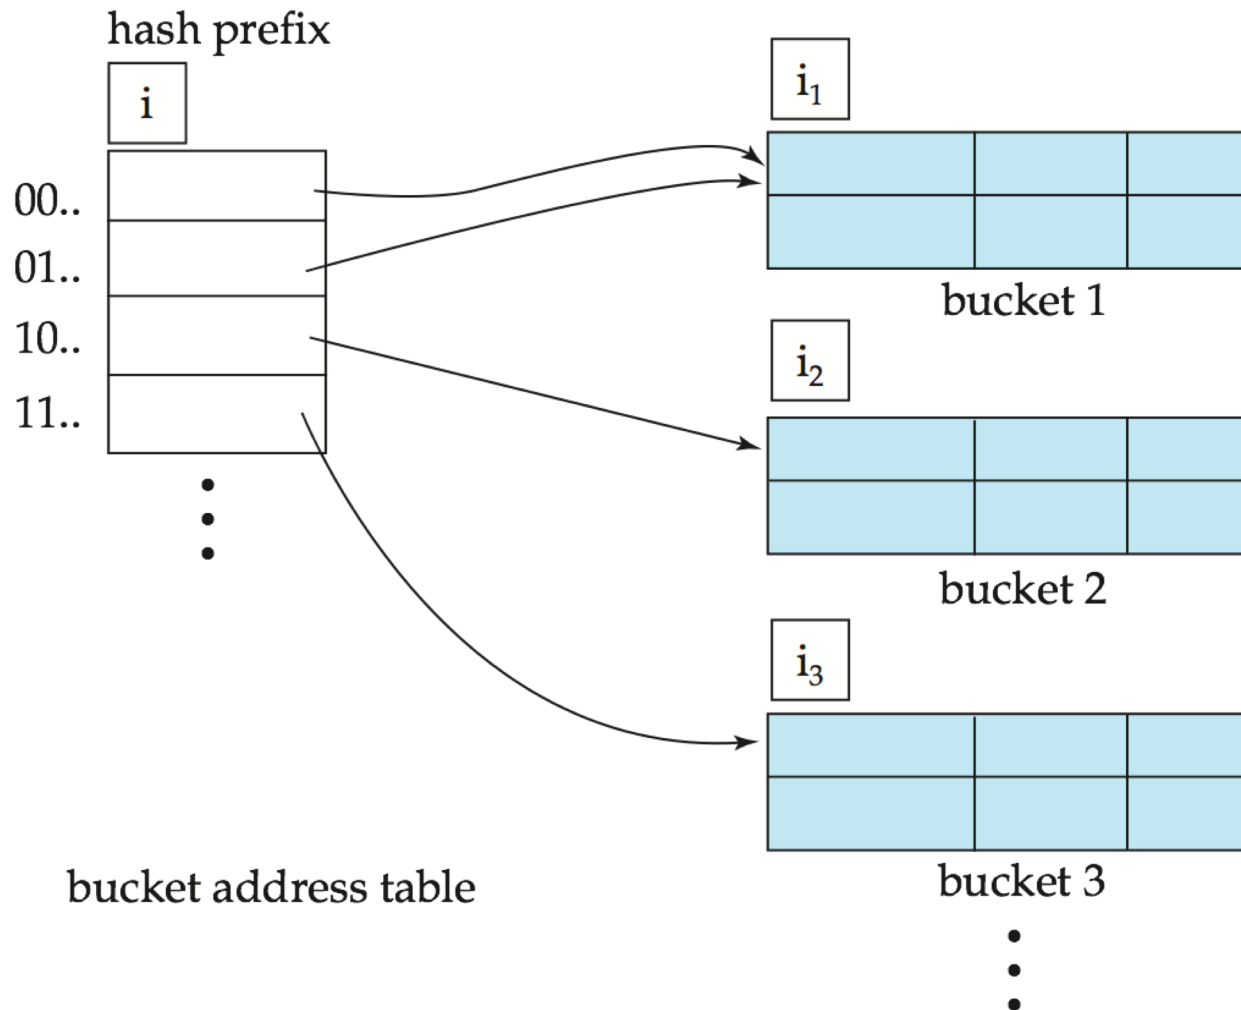 hash prefix
i
00..
01..
10..
11..
bucket address table
i₁
bucket 1
i₂
bucket 2
i₃
bucket 3